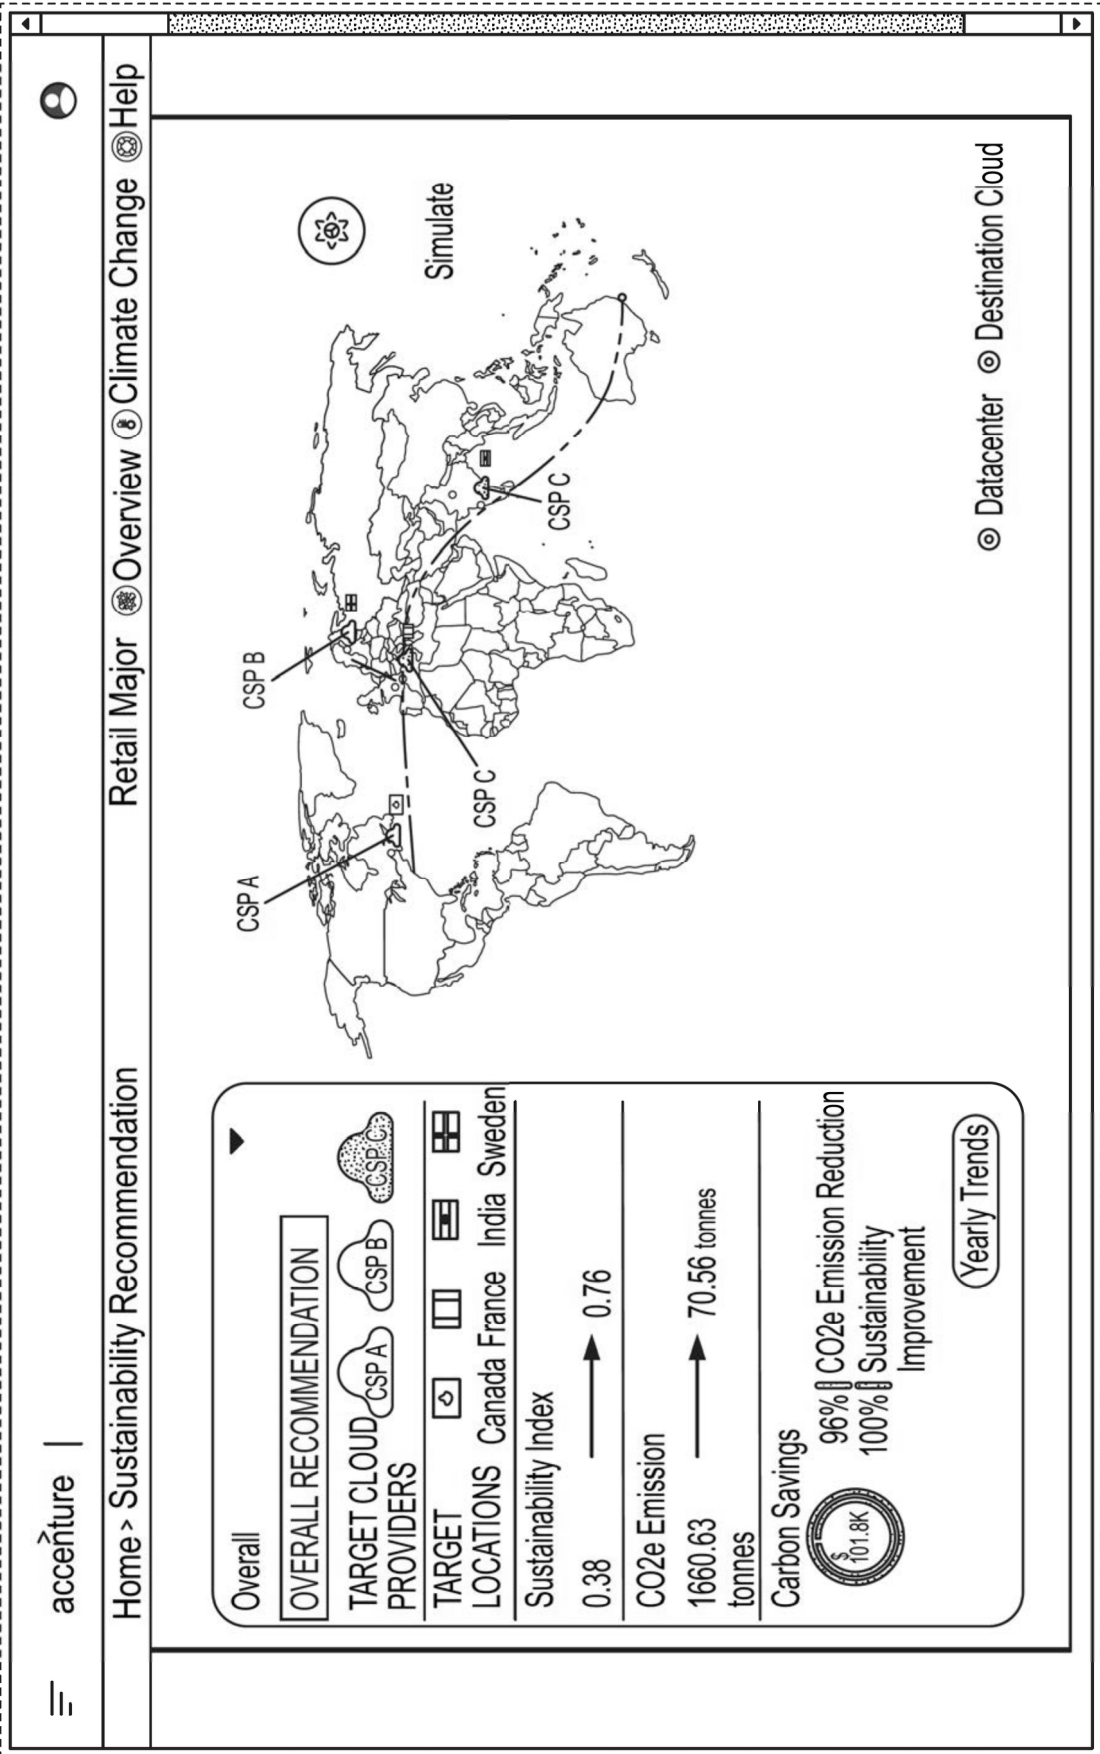 accenture
Home > Sustainability Recommendation
Retail Major
Overview
Climate Change
Help
Overall
OVERALL RECOMMENDATION
TARGET CLOUD
PROVIDERS
CSP A
CSP B
CSP C
TARGET
LOCATIONS
Canada France India Sweden
Sustainability Index
0.38
0.76
CO2e Emission
1660.63
tonnes
70.56 tonnes
Carbon Savings
$
101.8K
96% CO2e Emission Reduction
100% Sustainability
Improvement
Yearly Trends
CSP A
CSP B
CSP C
CSP C
Simulate
Datacenter
Destination Cloud